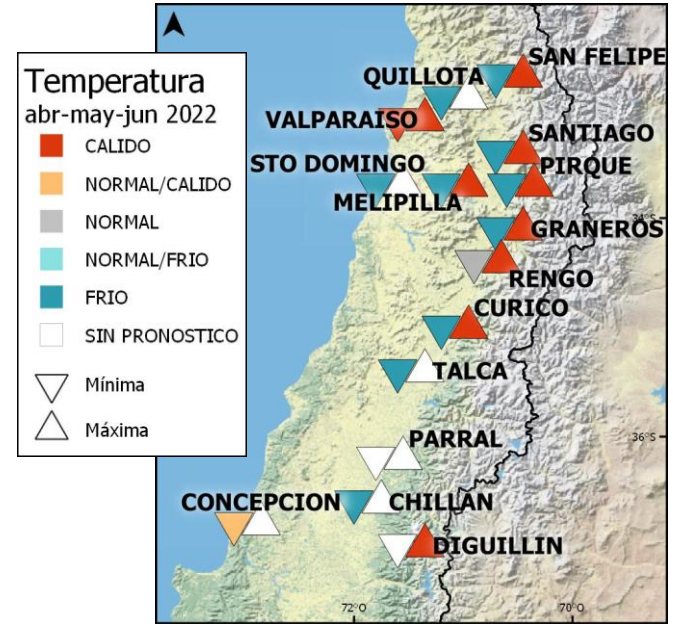 Temperatura
abr-may-jun 2022
CALIDO
NORMAL/CALIDO
NORMAL
NORMAL/FRIO
FRIO
SIN PRONOSTICO
Mínima
Máxima
SAN FELIPE
QUILLOTA
VALPARAISO
SANTIAGO
STO DOMINGO
PIRQUE
MELIPILLA
34°S
GRANEROS
RENGO
CURICO
TALCA
PARRAL
36°S
CONCEPCION
CHILLAN
DIGUILLIN
72°O
70°O